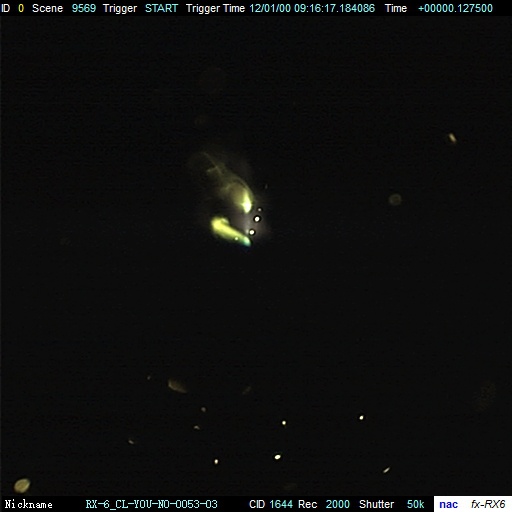 ID 0 Scene 9569 Trigger START Trigger Time 12/01/00 09:16:17.184086 Time +00000.127500
Nickname RX-6_CL-YOU-NO-0053-03 CID 1644 Rec 2000 Shutter 50k nac fx-RX6